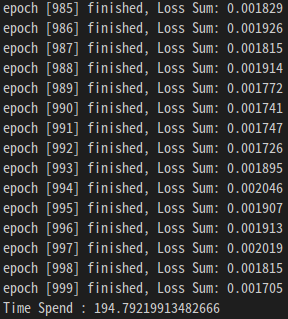 epoch [985] finished, Loss Sum: 0.001829
epoch [986] finished, Loss Sum: 0.001926
epoch [987] finished, Loss Sum: 0.001815
epoch [988] finished, Loss Sum: 0.001914
epoch [989] finished, Loss Sum: 0.001772
epoch [990] finished, Loss Sum: 0.001741
epoch [991] finished, Loss Sum: 0.001747
epoch [992] finished, Loss Sum: 0.001726
epoch [993] finished, Loss Sum: 0.001895
epoch [994] finished, Loss Sum: 0.002046
epoch [995] finished, Loss Sum: 0.001907
epoch [996] finished, Loss Sum: 0.001913
epoch [997] finished, Loss Sum: 0.002019
epoch [998] finished, Loss Sum: 0.001815
epoch [999] finished, Loss Sum: 0.001705
Time Spend : 194.79219913482666